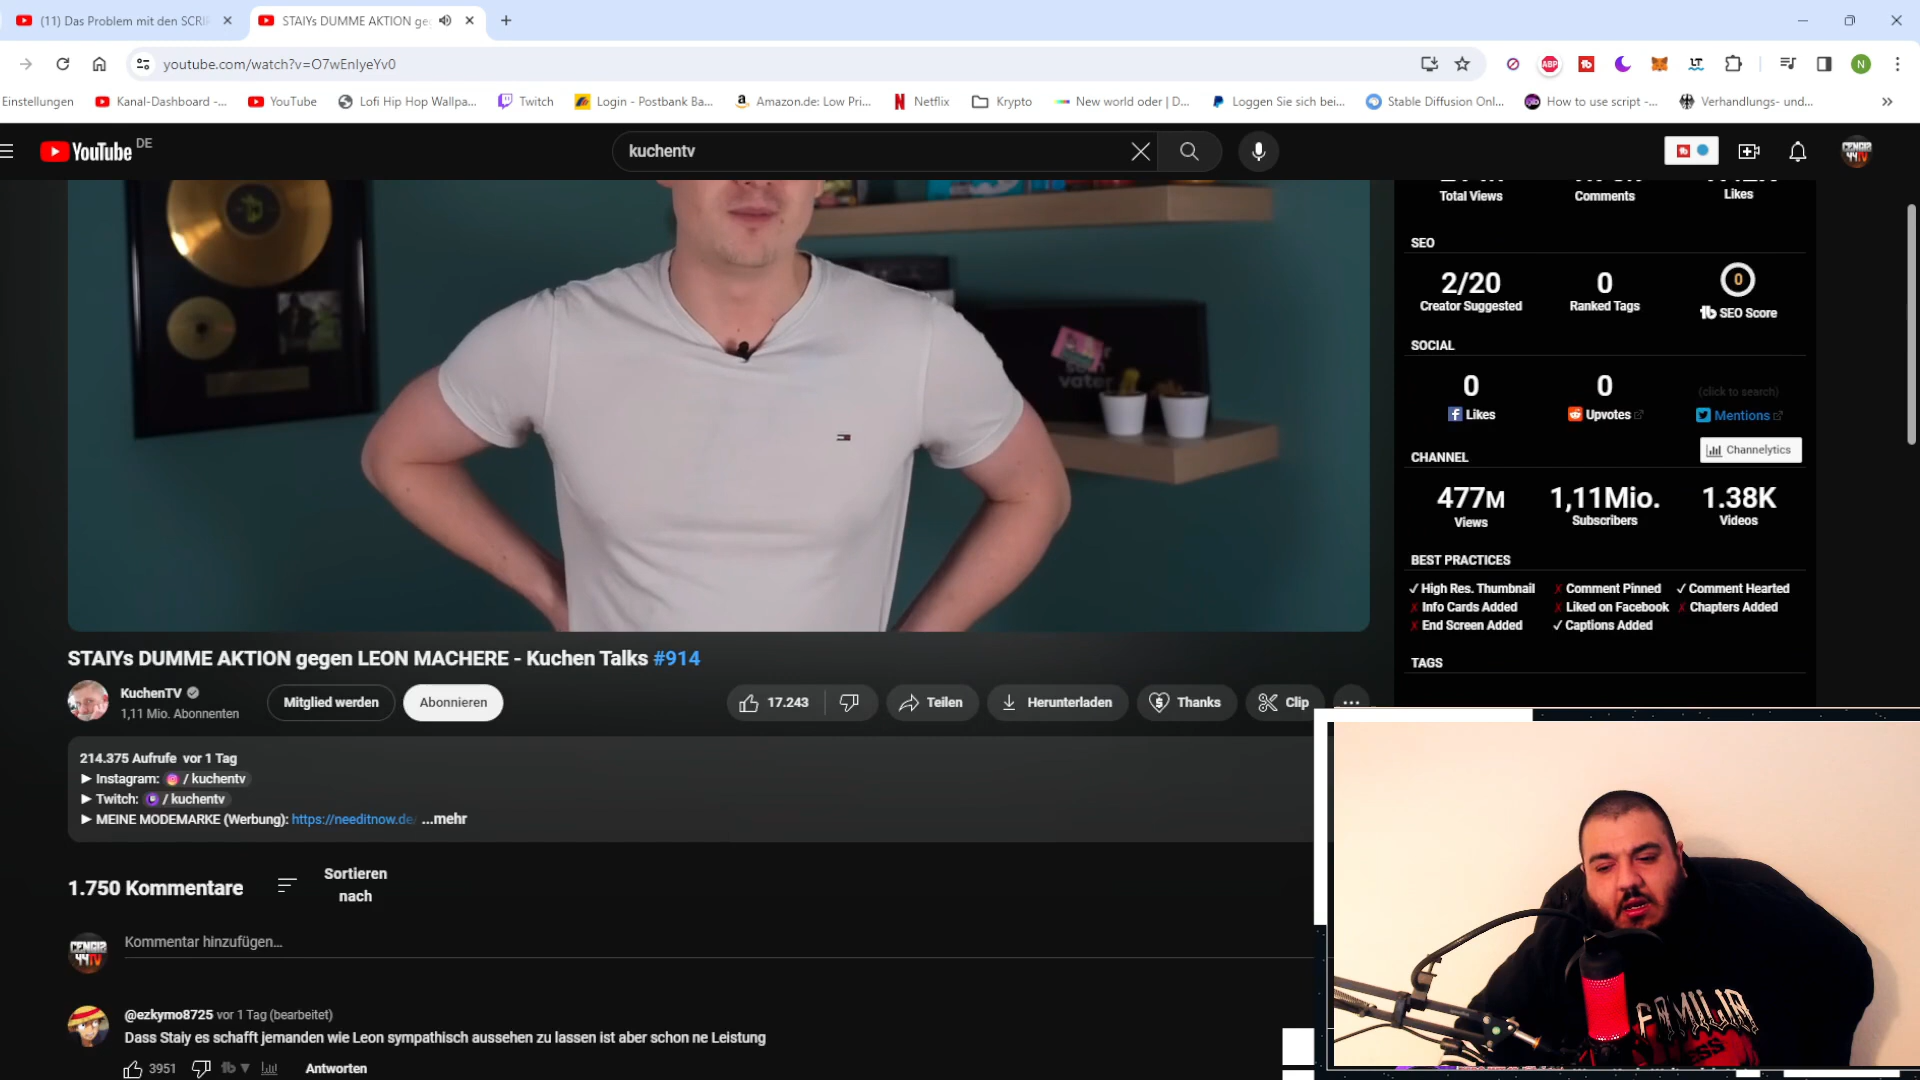 (11) Das Problem mit den SCRI
STAIYs DUMME AKTION ge
youtube.com/watch?v=O7wEnlyeYv0
ABP
N
Einstellungen
Kanal-Dashboard -...
YouTube
Lofi Hip Hop Wallpa...
Twitch
Login - Postbank Ba...
Amazon.de: Low Pri...
Netflix
Krypto
New world oder | D...
Loggen Sie sich bei...
Stable Diffusion Onl...
How to use script -...
Verhandlungs- und...
YouTube DE
kuchentv
Total Views
Comments
Likes
SEO
2/20
0
0
Creator Suggested
Ranked Tags
SEO Score
SOCIAL
0
0
(click to search)
Likes
Upvotes
Mentions
Channelytics
CHANNEL
477M
1,11Mio.
1.38K
Views
Subscribers
Videos
BEST PRACTICES
✓ High Res. Thumbnail
✗ Comment Pinned
✓ Comment Hearted
✗ Info Cards Added
✗ Liked on Facebook
✗ Chapters Added
✗ End Screen Added
✓ Captions Added
TAGS
vater
STAIYs DUMME AKTION gegen LEON MACHERE - Kuchen Talks #914
KuchenTV
1,11 Mio. Abonnenten
Mitglied werden
Abonnieren
17.243
Teilen
Herunterladen
Thanks
Clip
214.375 Aufrufe vor 1 Tag
► Instagram: / kuchentv
► Twitch: / kuchentv
► MEINE MODEMARKE (Werbung): https://needitnow.de/ ...mehr
1.750 Kommentare
Sortieren
nach
CENGIZ
44TV
Kommentar hinzufügen...
@ezkymo8725 vor 1 Tag (bearbeitet)
Dass Staiy es schafft jemanden wie Leon sympathisch aussehen zu lassen ist aber schon ne Leistung
3951
Antworten
FAMILIA